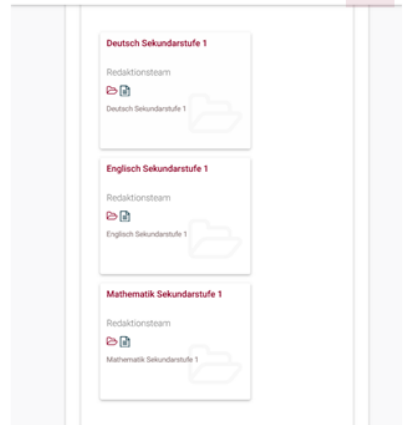 Deutsch Sekundarstufe 1
Redaktionsteam
Deutsch Sekundarstufe 1
Englisch Sekundarstufe 1
Redaktionsteam
Englisch Sekundarstufe 1
Mathematik Sekundarstufe 1
Redaktionsteam
Mathematik Sekundarstufe 1